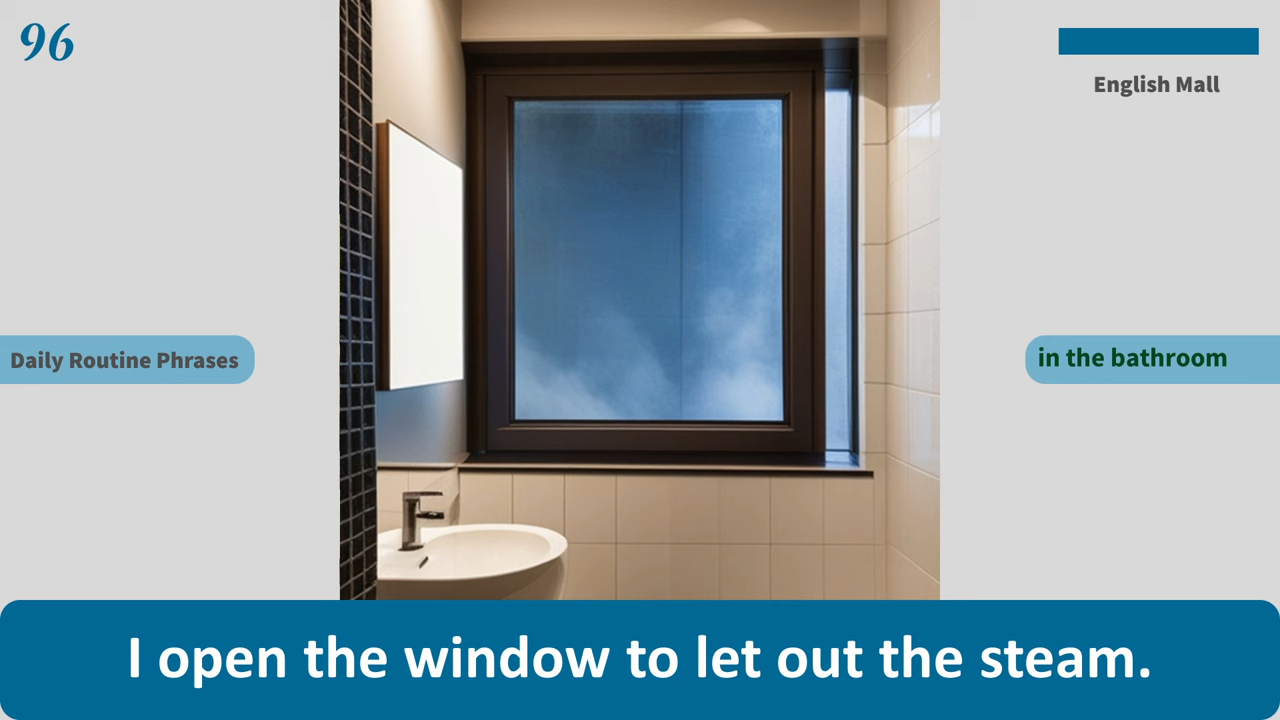 96
English Mall
Daily Routine Phrases
in the bathroom
I open the window to let out the steam.